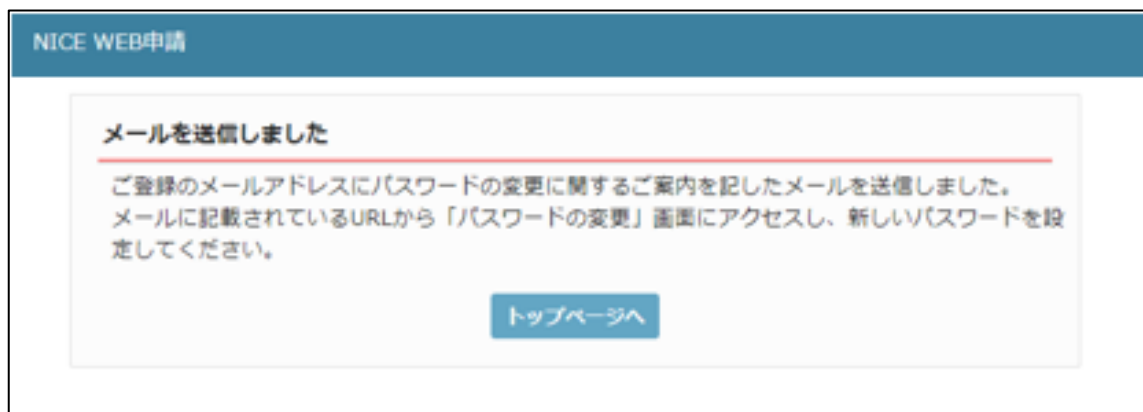 NICE WEB申請
メールを送信しました
ご登録のメールアドレスにパスワードの変更に関するご案内を記したメールを送信しました。
メールに記載されているURLから「パスワードの変更」画面にアクセスし、新しいパスワードを設
定してください。
トップページへ